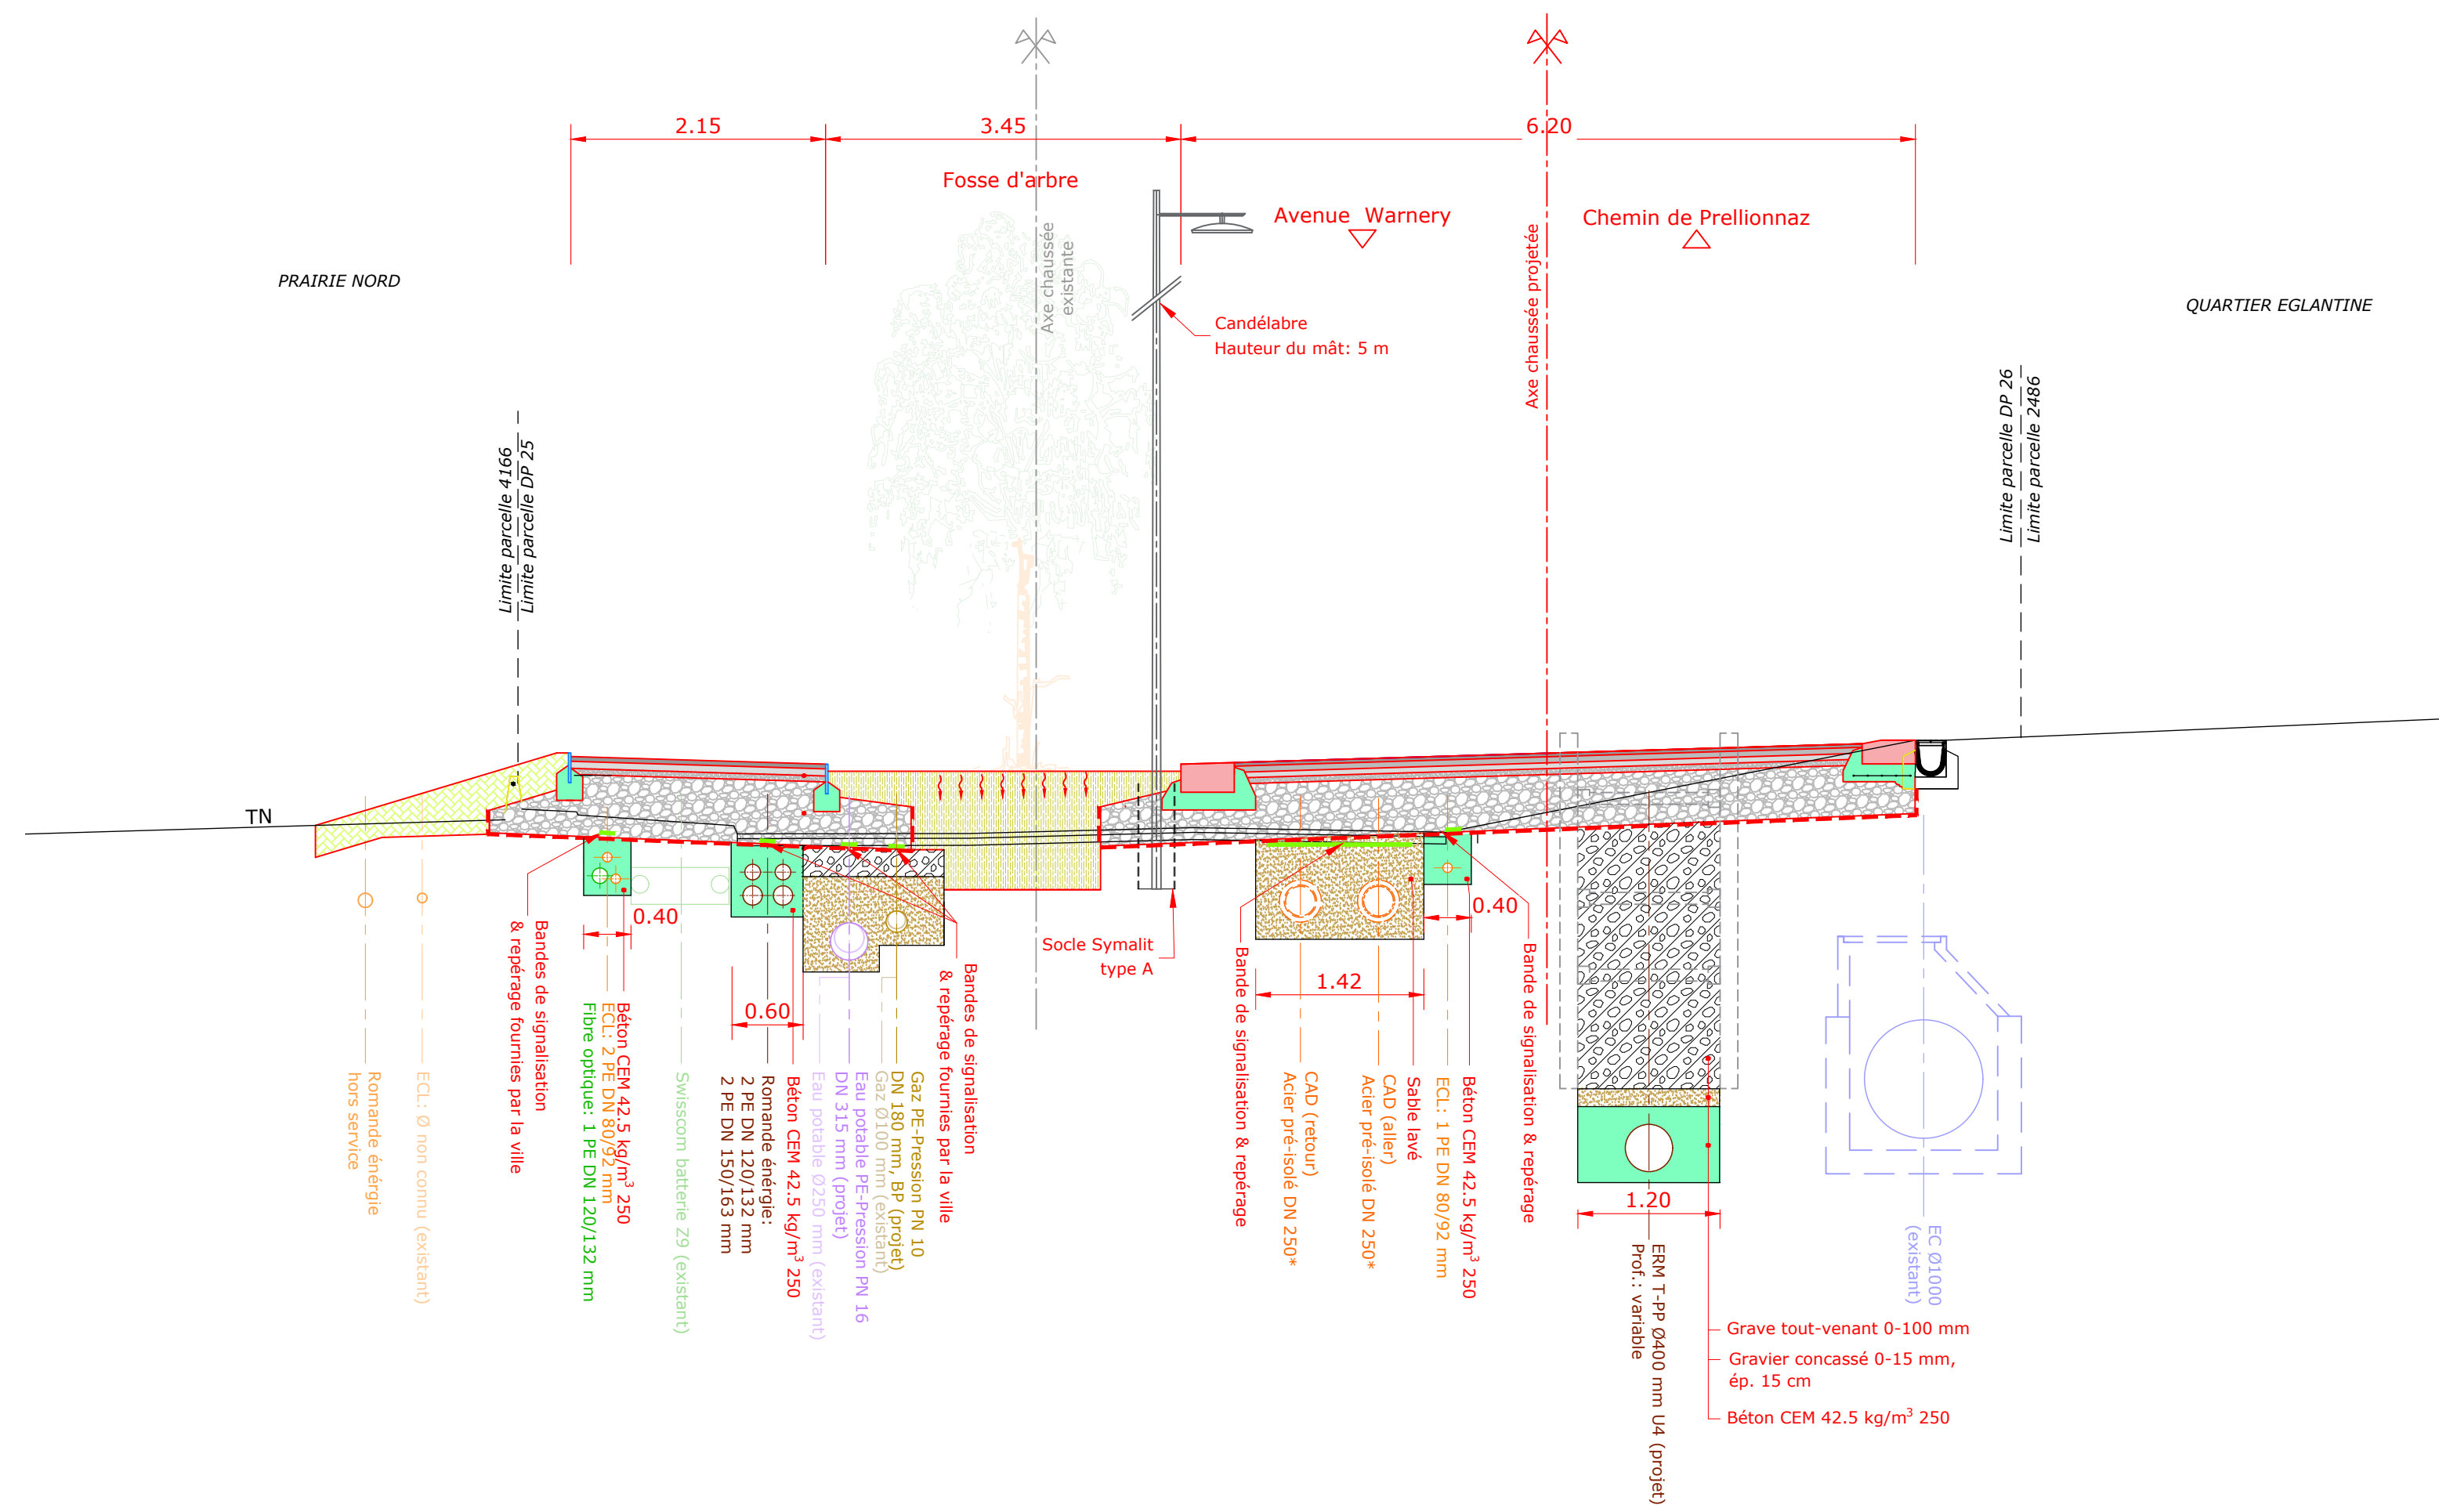 2.15
3.45
6.20
Fosse d'arbre
Avenue Warnery
Chemin de Prellionnaz
Axe chaussée
existante
Axe chaussée projetée
PRAIRIE NORD
QUARTIER EGLANTINE
Candélabre
Hauteur du mât: 5 m
Limite parcelle 4166
Limite parcelle DP 25
Limite parcelle DP 26
Limite parcelle 2486
TN
0.40
0.60
Socle Symalit
type A
1.42
0.40
1.20
Romande énérgie
hors service
ECL: Ø non connu (existant)
Bandes de signalisation
& repérage fournies par la ville
Béton CEM 42.5 kg/m³ 250
ECL: 2 PE DN 80/92 mm
Fibre optique: 1 PE DN 120/132 mm
Swisscom batterie Z9 (existant)
Béton CEM 42.5 kg/m³ 250
Romande énérgie:
2 PE DN 120/132 mm
2 PE DN 150/163 mm
Eau potable Ø250 mm (existant)
Eau potable PE-Pression PN 16
DN 315 mm (projet)
Gaz Ø100 mm (existant)
Gaz PE-Pression PN 10
DN 180 mm, BP (projet)
Bandes de signalisation
& repérage fournies par la ville
Bande de signalisation & repérage
CAD (retour)
Acier pré-isolé DN 250*
CAD (aller)
Acier pré-isolé DN 250*
Sable lavé
ECL: 1 PE DN 80/92 mm
Béton CEM 42.5 kg/m³ 250
Bande de signalisation & repérage
ERM T-PP Ø400 mm U4 (projet)
Prof.: variable
EC Ø1000
(existant)
Grave tout-venant 0-100 mm
Gravier concassé 0-15 mm,
ép. 15 cm
Béton CEM 42.5 kg/m³ 250